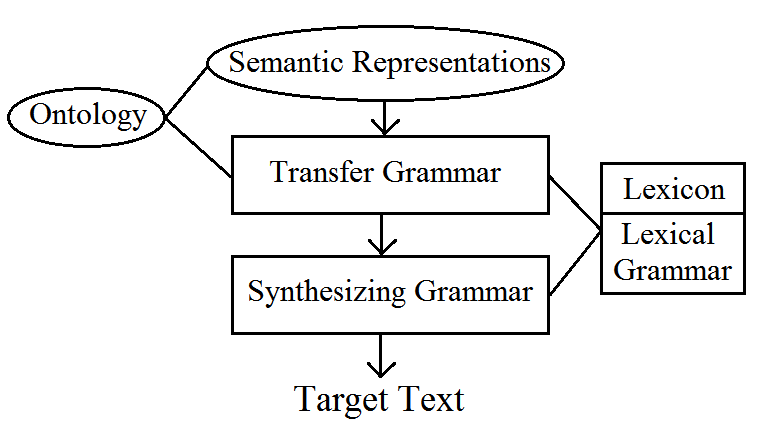 Semantic Representations
Ontology
Transfer Grammar
Lexicon
Lexical
Grammar
Synthesizing Grammar
Target Text